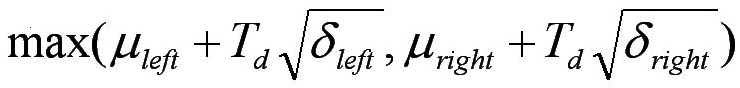 max(μ_left + T_d √δ_left, μ_right + T_d √δ_right)